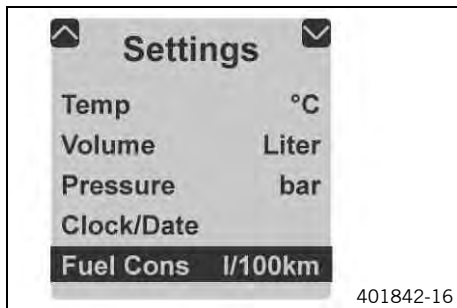 Settings
Temp °C
Volume Liter
Pressure bar
Clock/Date
Fuel Cons l/100km
401842-16